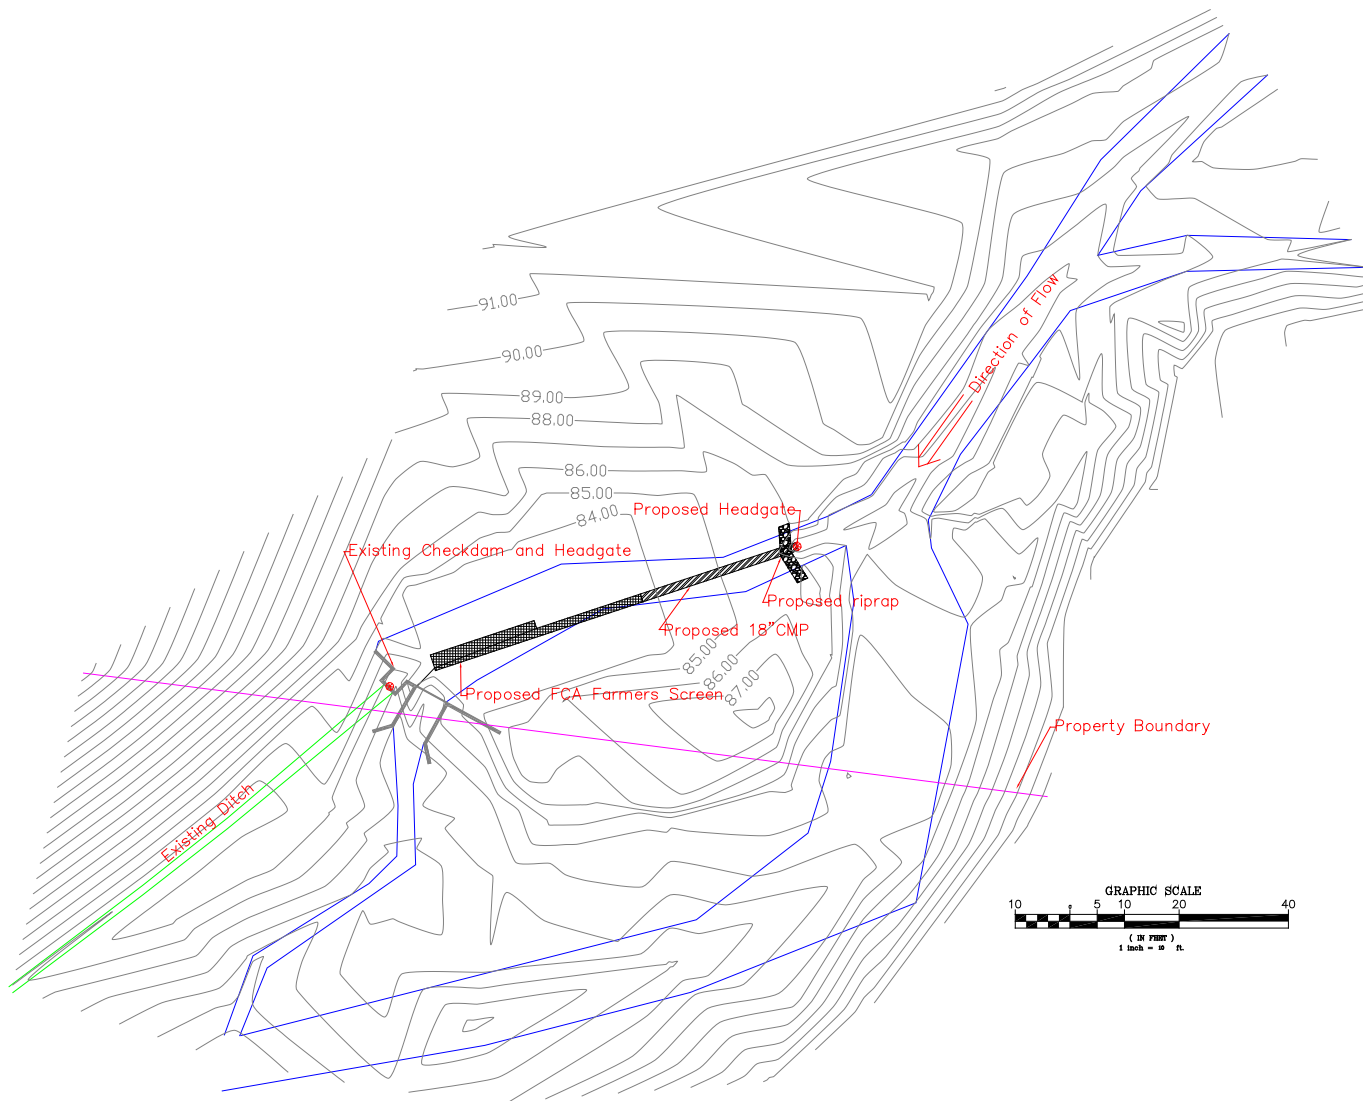 91.00
90.00
89.00
88.00
86.00
85.00
84.00
Direction of Flow
Proposed Headgate
Existing Checkdam and Headgate
Proposed riprap
Proposed 18"CMP
85.00
86.00
87.00
Proposed FCA Farmers Screen
Property Boundary
Existing Ditch
GRAPHIC SCALE
10 0 5 10 20 40
( IN FEET )
1 inch = 10 ft.